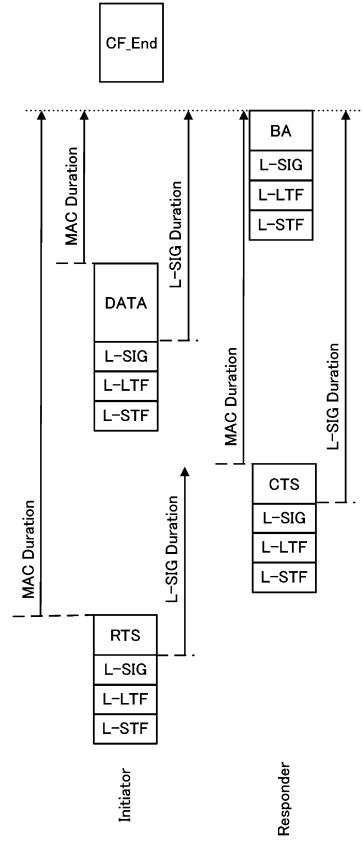 CF_End
BA
L-SIG
L-LTF
L-STF
MAC Duration
L-SIG Duration
DATA
L-SIG
L-LTF
L-STF
MAC Duration
L-SIG Duration
CTS
L-SIG
L-LTF
L-STF
MAC Duration
L-SIG Duration
RTS
L-SIG
L-LTF
L-STF
Initiator
Responder